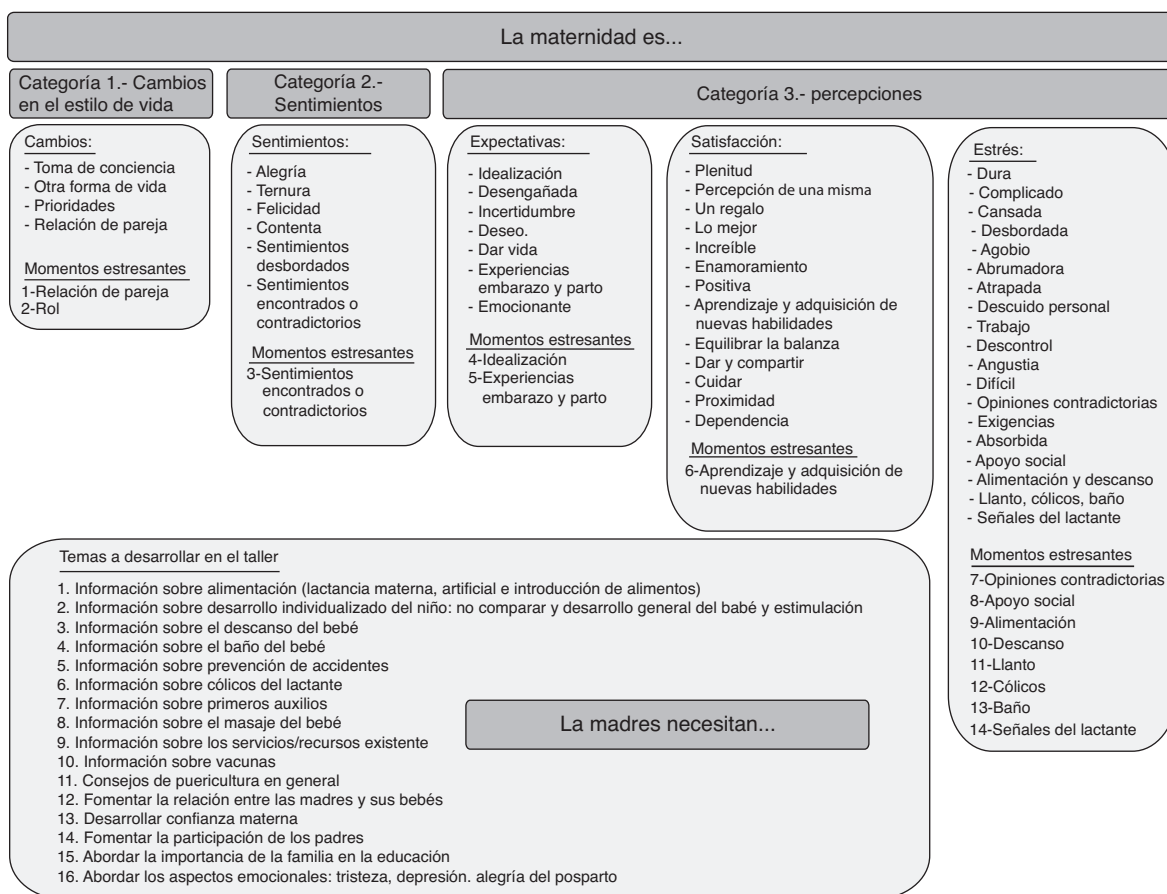 La maternidad es...
Categoría 1.- Cambios
en el estilo de vida
Categoría 2.-
Sentimientos
Categoría 3.- percepciones
Cambios:
- Toma de conciencia
- Otra forma de vida
- Prioridades
- Relación de pareja
Momentos estresantes
1-Relación de pareja
2-Rol
Sentimientos:
- Alegría
- Ternura
- Felicidad
- Contenta
- Sentimientos
desbordados
- Sentimientos
encontrados o
contradictorios
Momentos estresantes
3-Sentimientos
encontrados o
contradictorios
Expectativas:
- Idealización
- Desengañada
- Incertidumbre
- Deseo.
- Dar vida
- Experiencias
embarazo y parto
- Emocionante
Momentos estresantes
4-Idealización
5-Experiencias
embarazo y parto
Satisfacción:
- Plenitud
- Percepción de una misma
- Un regalo
- Lo mejor
- Increíble
- Enamoramiento
- Positiva
- Aprendizaje y adquisición de
nuevas habilidades
- Equilibrar la balanza
- Dar y compartir
- Cuidar
- Proximidad
- Dependencia
Momentos estresantes
6-Aprendizaje y adquisición de
nuevas habilidades
Estrés:
- Dura
- Complicado
- Cansada
- Desbordada
- Agobio
- Abrumadora
- Atrapada
- Descuido personal
- Trabajo
- Descontrol
- Angustia
- Difícil
- Opiniones contradictorias
- Exigencias
- Absorbida
- Apoyo social
- Alimentación y descanso
- Llanto, cólicos, baño
- Señales del lactante
Momentos estresantes
7-Opiniones contradictorias
8-Apoyo social
9-Alimentación
10-Descanso
11-Llanto
12-Cólicos
13-Baño
14-Señales del lactante
Temas a desarrollar en el taller
1. Información sobre alimentación (lactancia materna, artificial e introducción de alimentos)
2. Información sobre desarrollo individualizado del niño: no comparar y desarrollo general del babé y estimulación
3. Información sobre el descanso del bebé
4. Información sobre el baño del bebé
5. Información sobre prevención de accidentes
6. Información sobre cólicos del lactante
7. Información sobre primeros auxilios
8. Información sobre el masaje del bebé
9. Información sobre los servicios/recursos existente
10. Información sobre vacunas
11. Consejos de puericultura en general
12. Fomentar la relación entre las madres y sus bebés
13. Desarrollar confianza materna
14. Fomentar la participación de los padres
15. Abordar la importancia de la familia en la educación
16. Abordar los aspectos emocionales: tristeza, depresión. alegría del posparto
La madres necesitan...